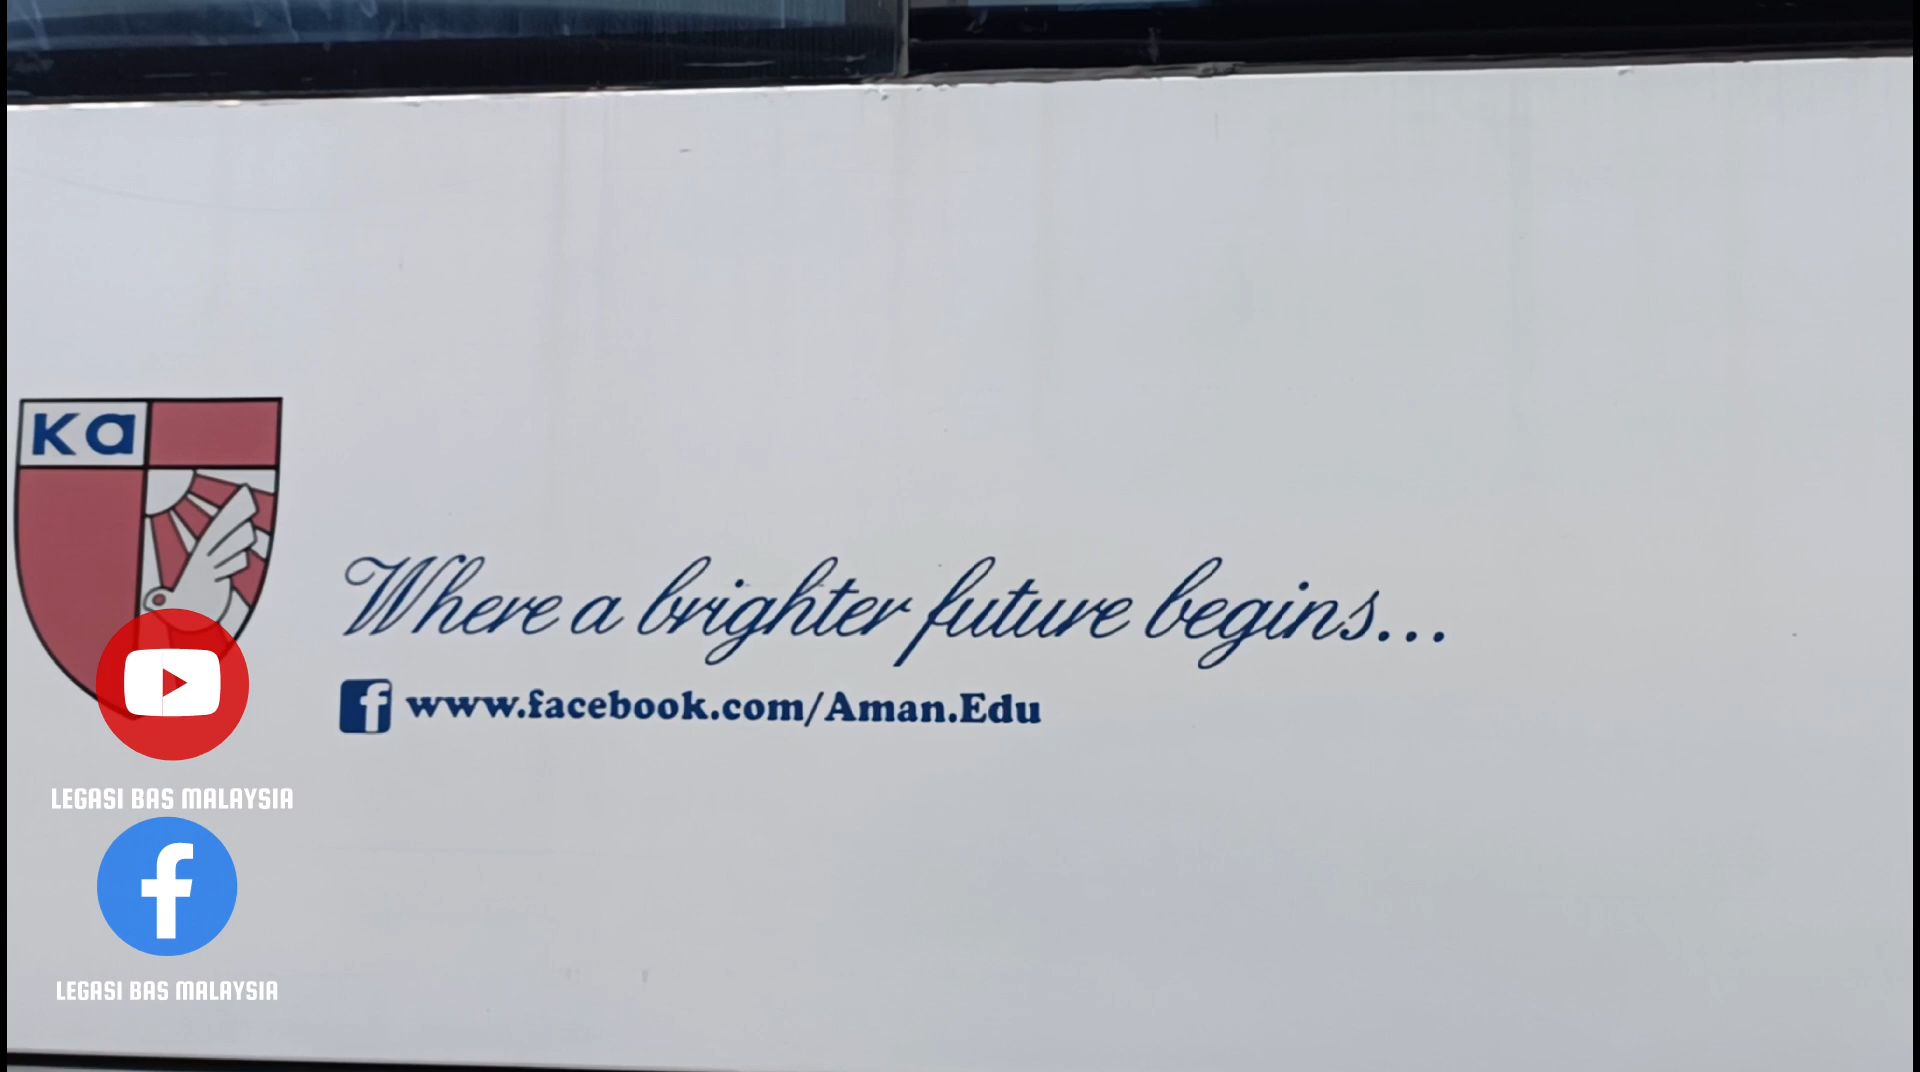 ka
Where a brighter future begins...
f www.facebook.com/Aman.Edu
LEGASI BAS MALAYSIA
LEGASI BAS MALAYSIA